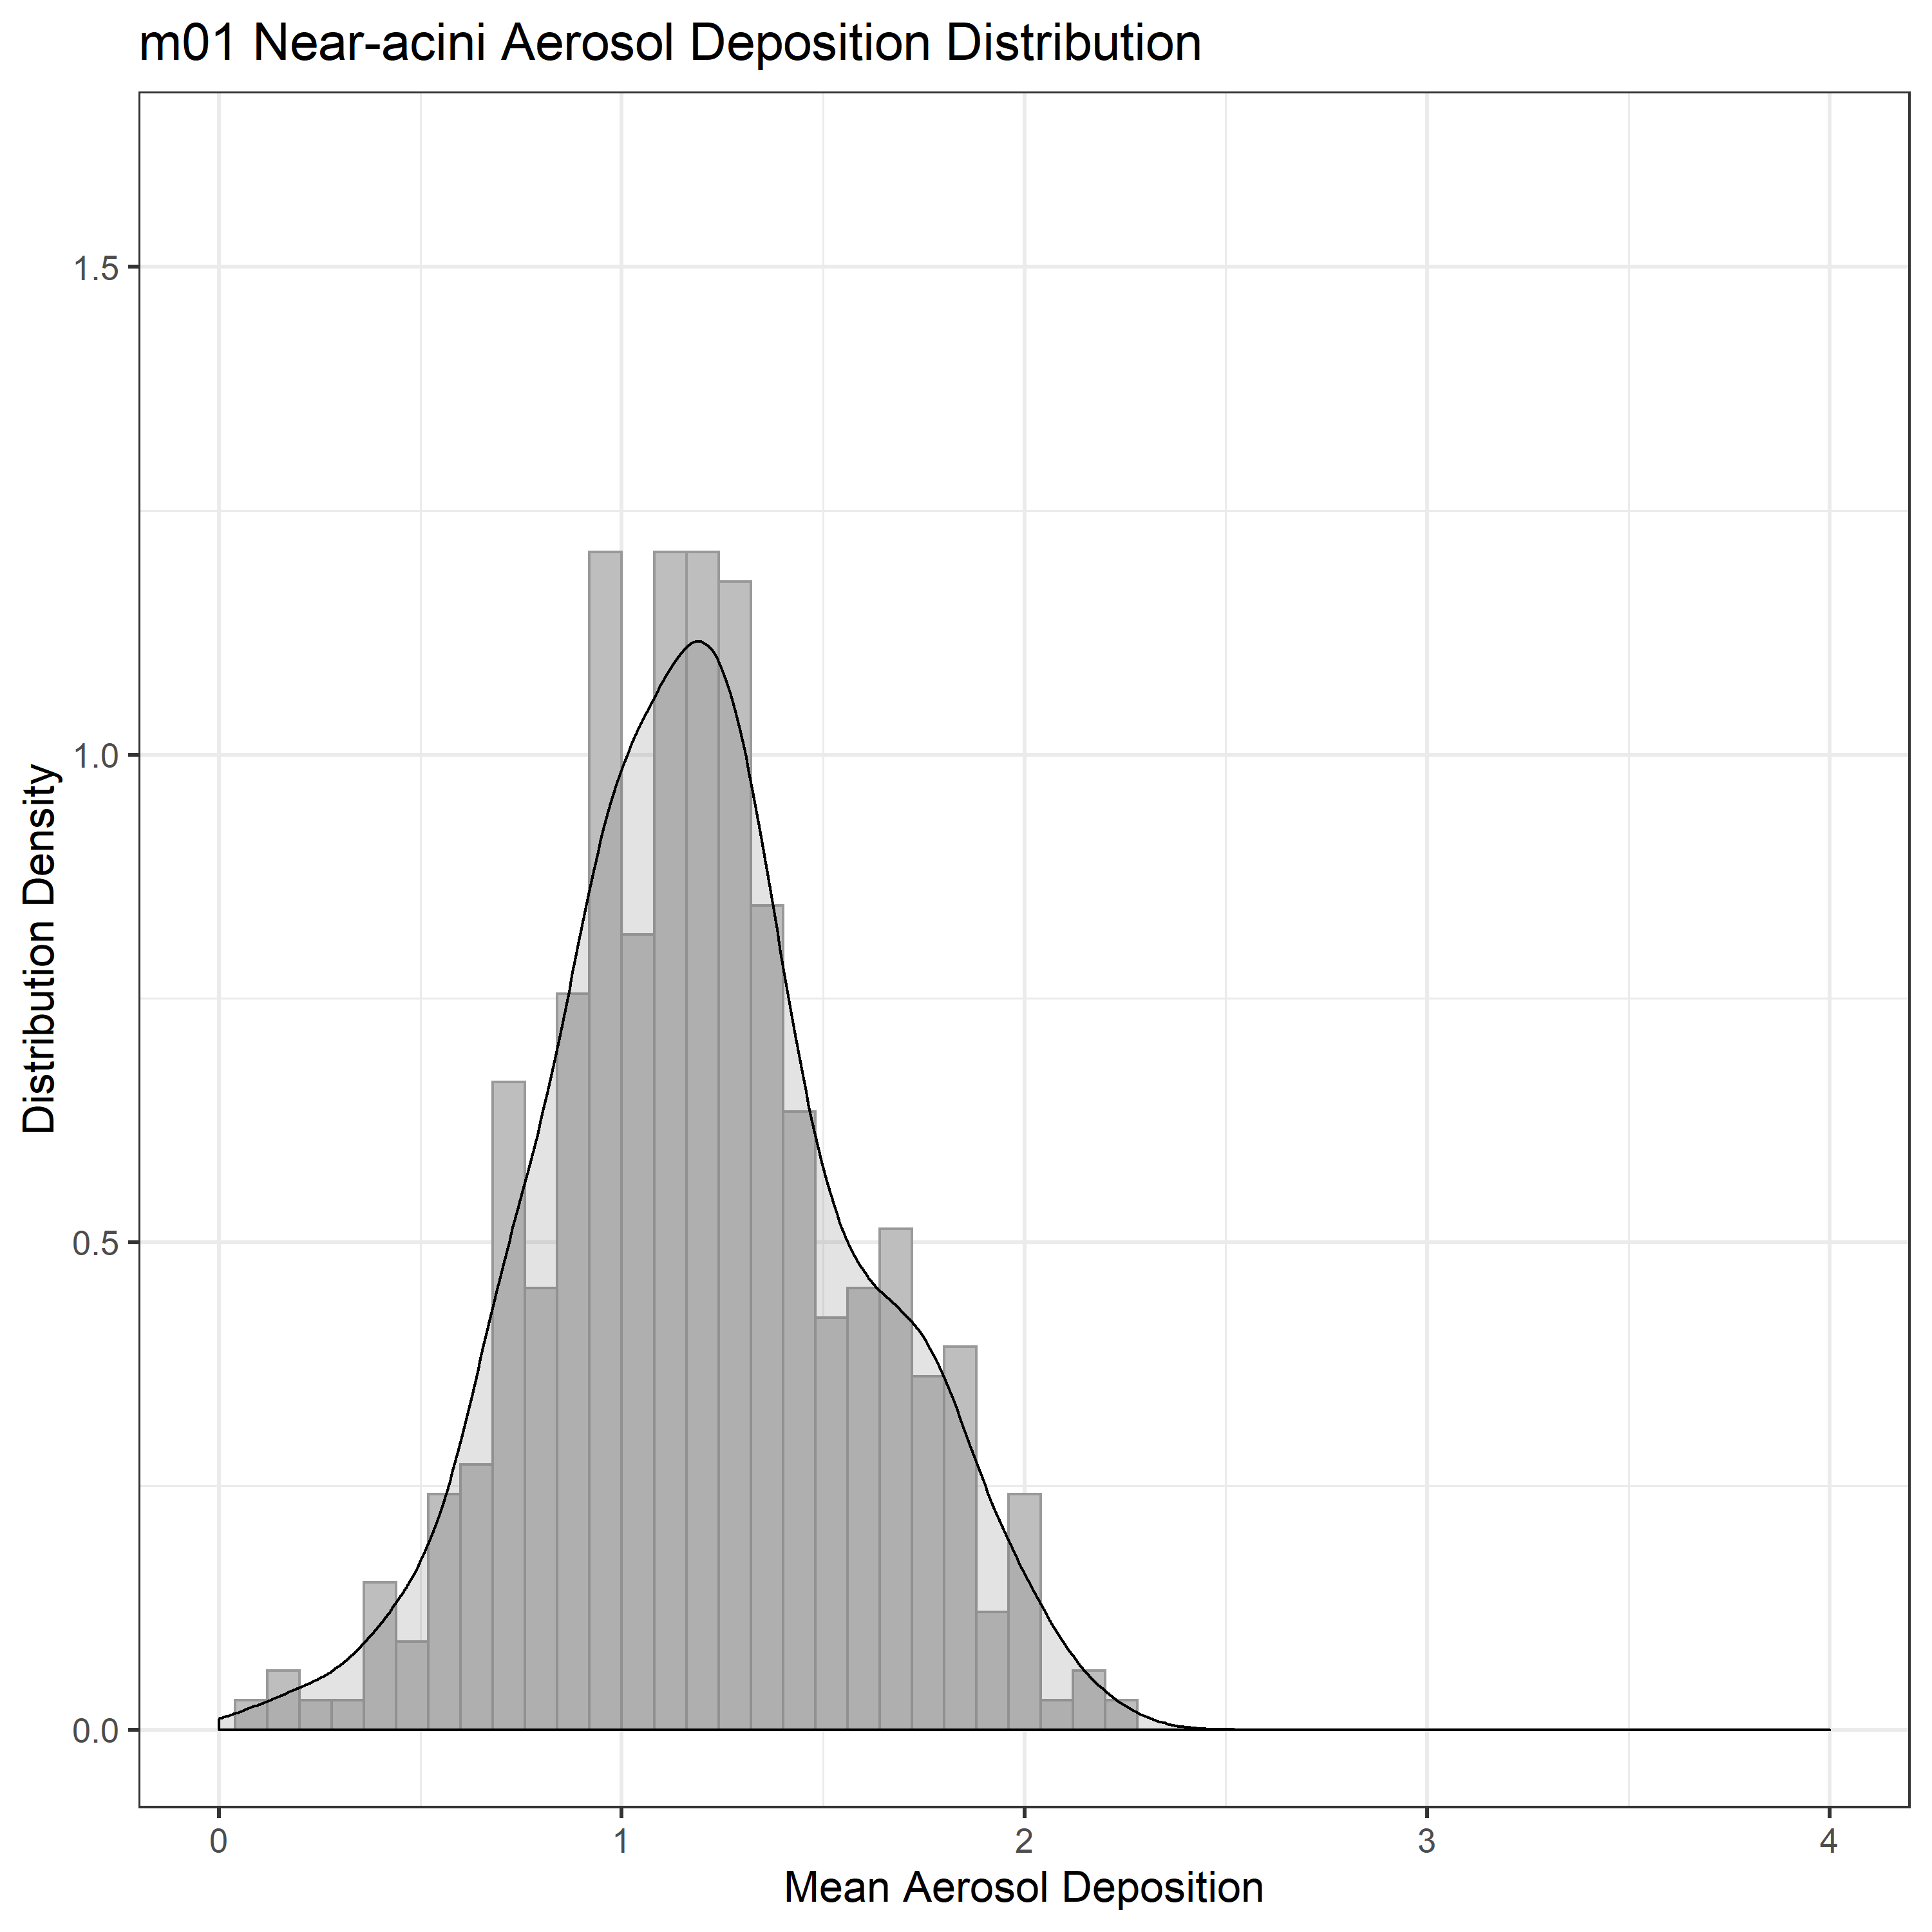 m01 Near-acini Aerosol Deposition Distribution
1.5
1.0
0.5
0.0
Distribution Density
0 1 2 3 4
Mean Aerosol Deposition